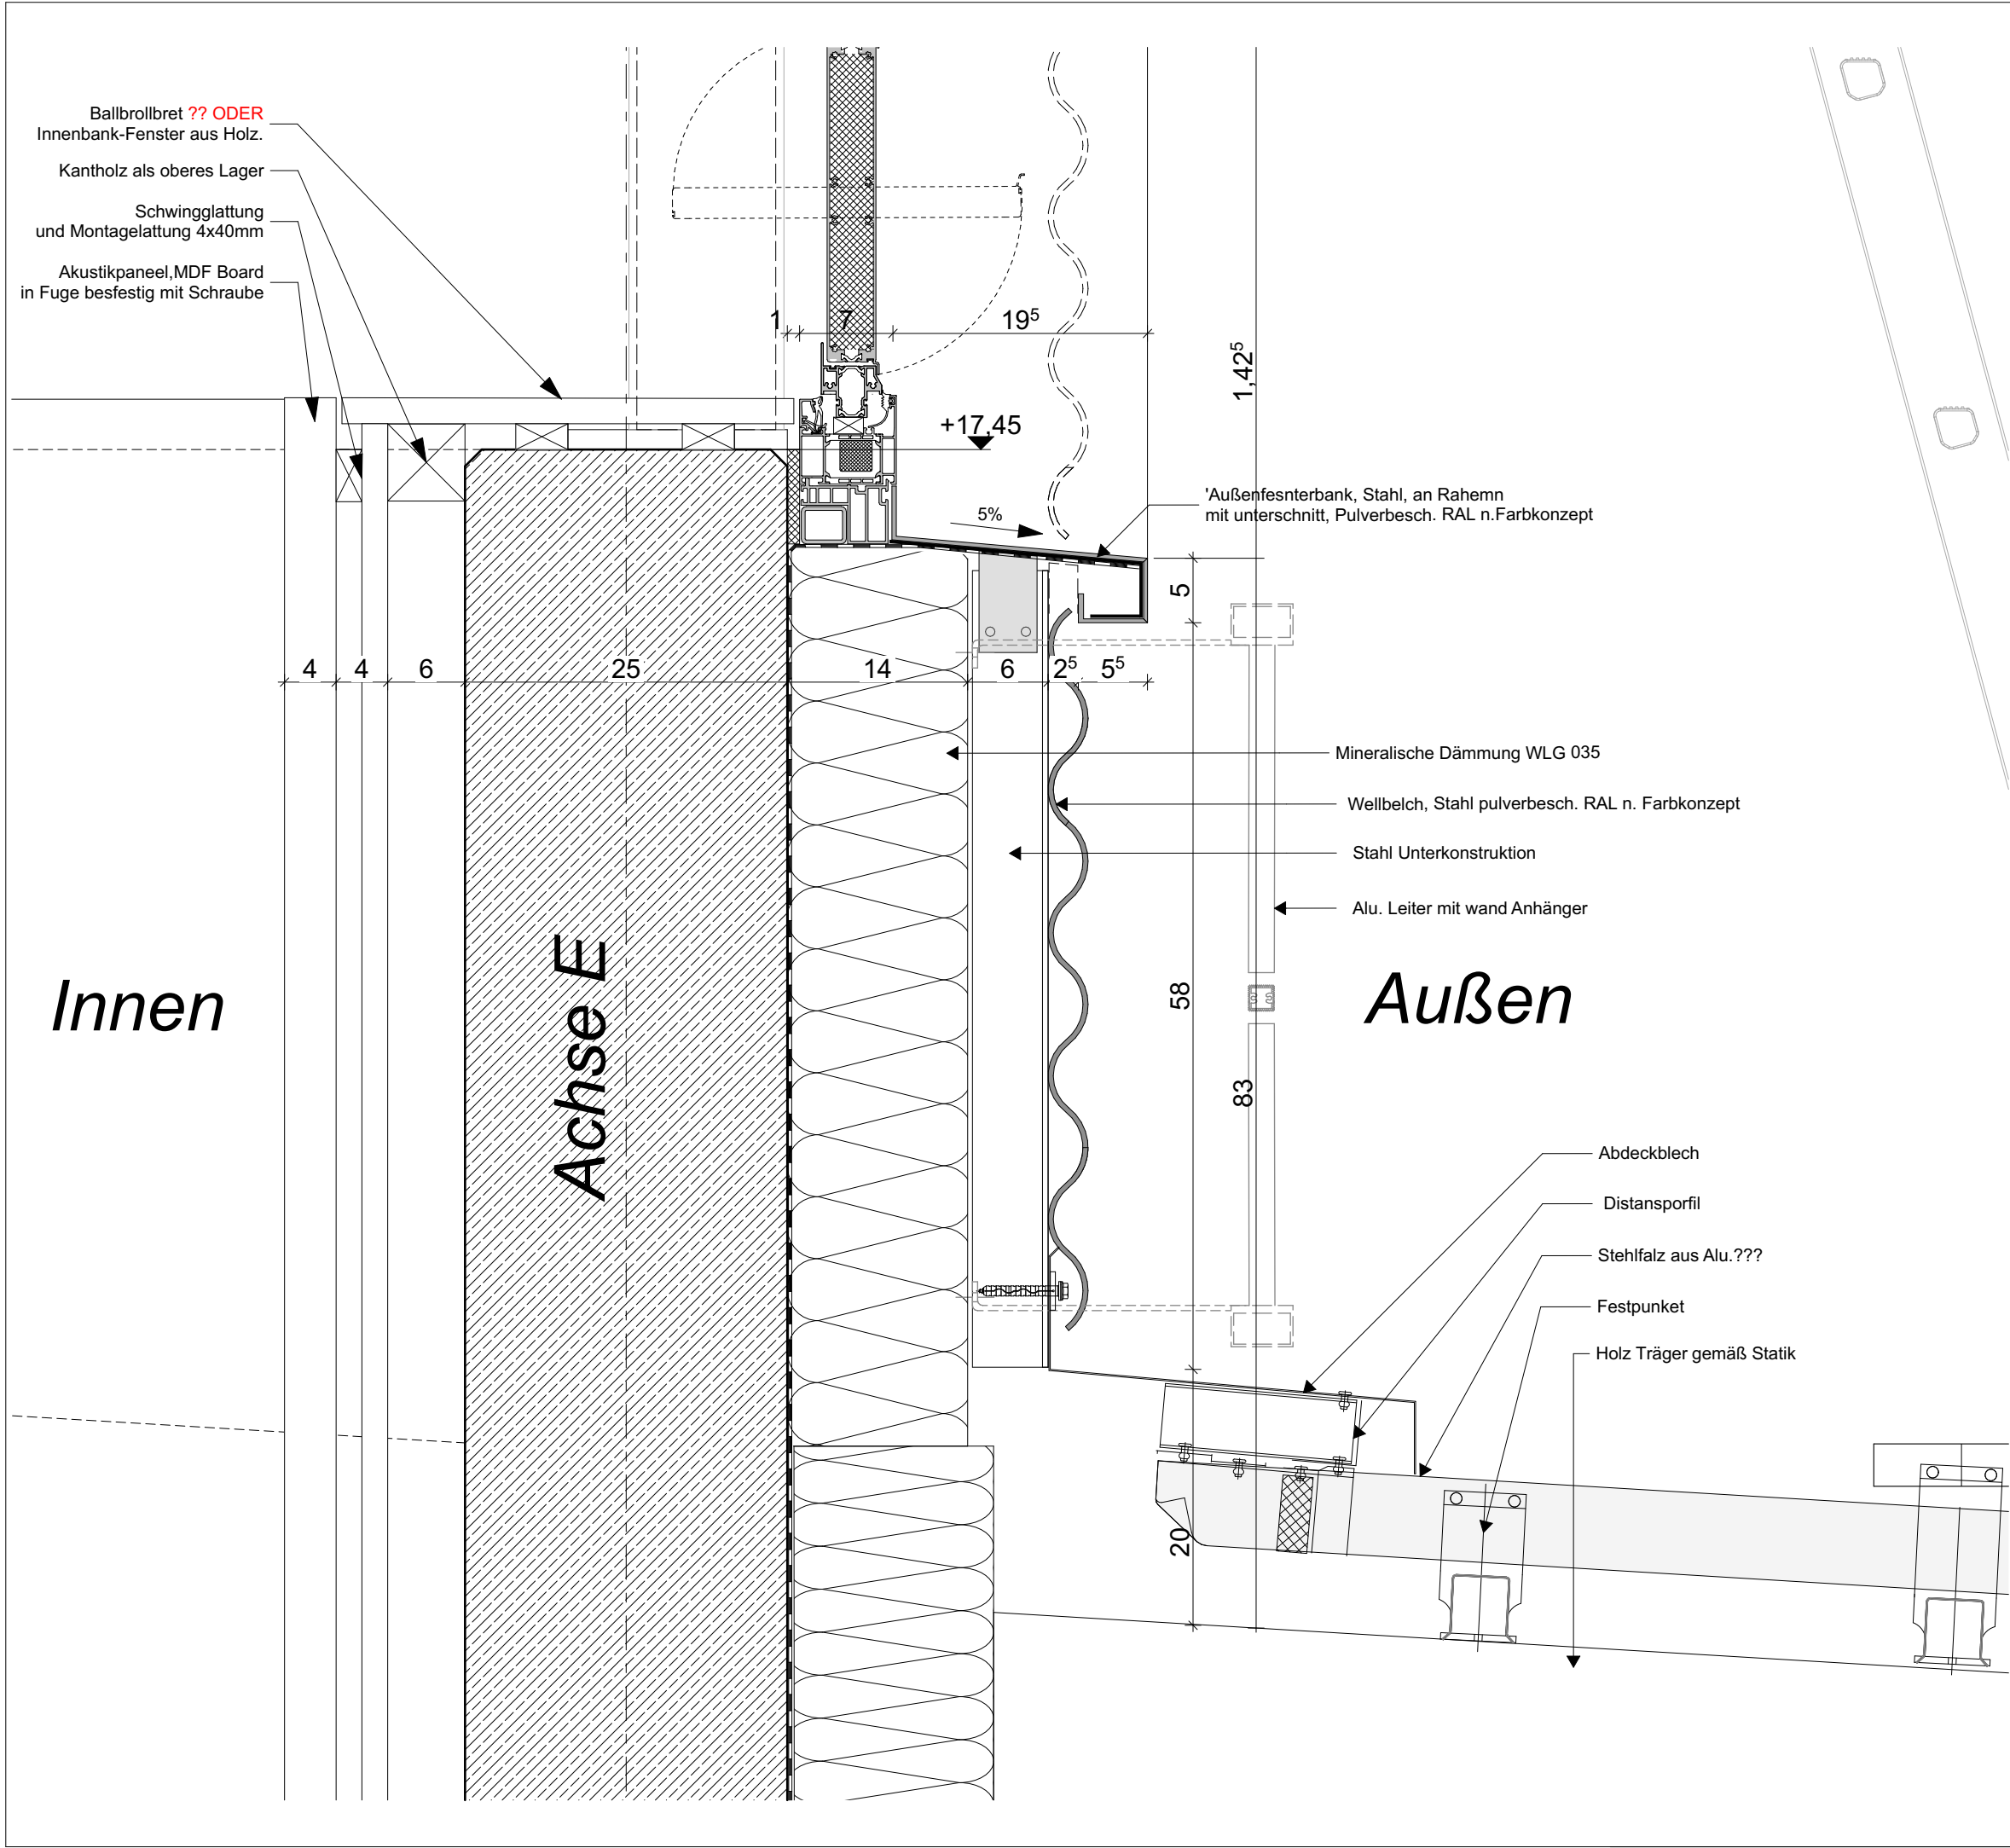 Ballbrollbret ?? ODER
Innenbank-Fenster aus Holz.
Kantholz als oberes Lager
Schwingglattung
und Montagelattung 4x40mm
Akustikpaneel,MDF Board
in Fuge besfestig mit Schraube
1
7
19⁵
1,42⁵
+17,45
'Außenfesnterbank, Stahl, an Rahemn
mit unterschnitt, Pulverbesch. RAL n.Farbkonzept
5%
5
4
4
6
25
14
6
2⁵
5⁵
Mineralische Dämmung WLG 035
Wellbelch, Stahl pulverbesch. RAL n. Farbkonzept
Stahl Unterkonstruktion
Alu. Leiter mit wand Anhänger
Innen
Achse E
58
Außen
83
Abdeckblech
Distansporfil
Stehlfalz aus Alu.???
Festpunket
Holz Träger gemäß Statik
20